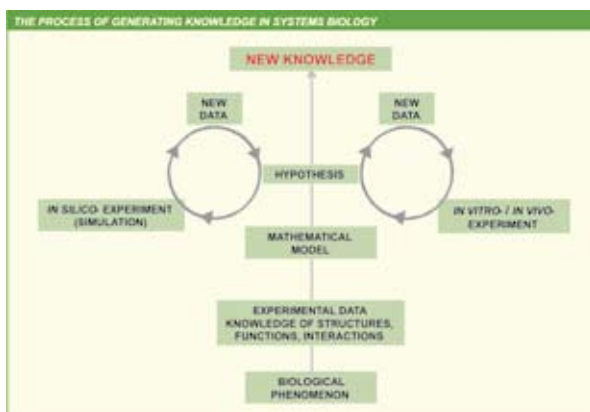 THE PROCESS OF GENERATING KNOWLEDGE IN SYSTEMS BIOLOGY
NEW KNOWLEDGE
NEW
DATA
NEW
DATA
HYPOTHESIS
IN SILICO- EXPERIMENT
(SIMULATION)
IN VITRO- / IN VIVO-
EXPERIMENT
MATHEMATICAL
MODEL
EXPERIMENTAL DATA
KNOWLEDGE OF STRUCTURES,
FUNCTIONS, INTERACTIONS
BIOLOGICAL
PHENOMENON